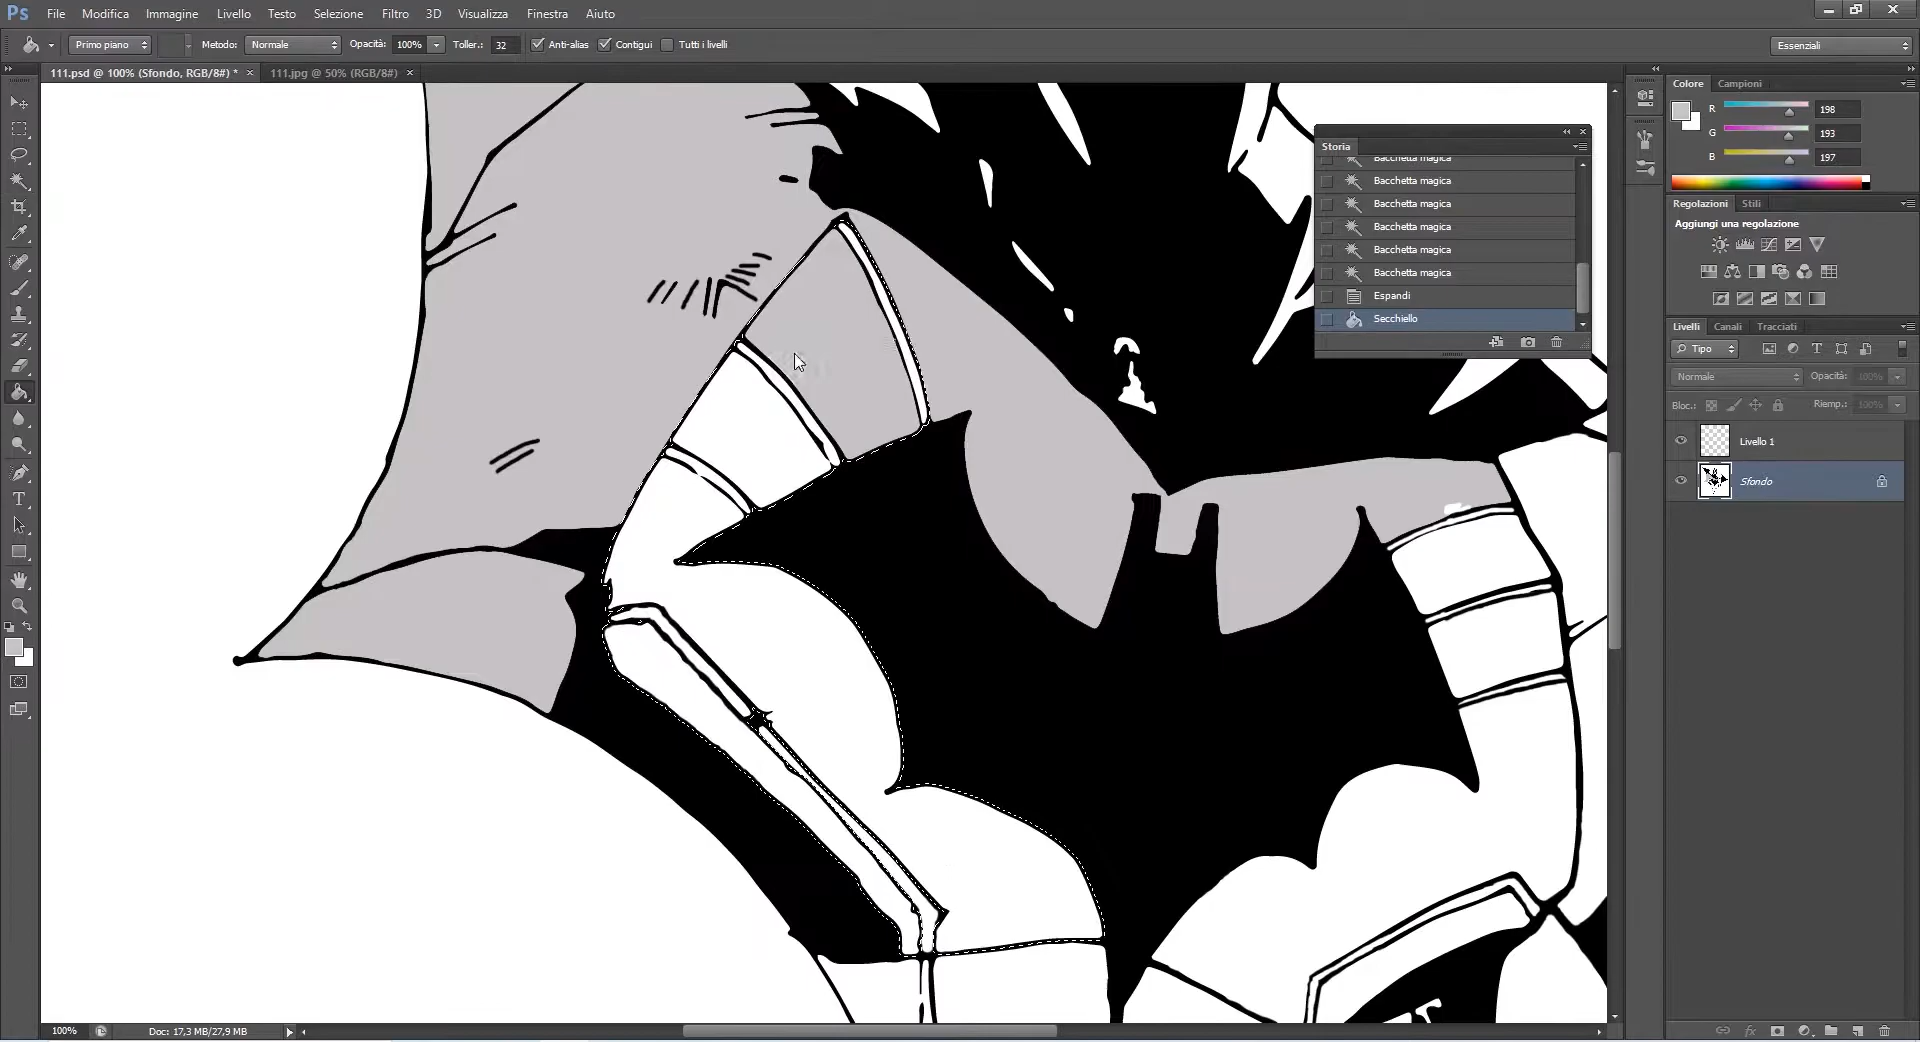 Ps File Modifica Immagine Livello Testo Selezione Filtro 3D Visualizza Finestra Aiuto
Primo piano Metodo: Normale Opacità: 100% Toller.: 32 Anti-alias Contigui Tutti i livelli Essenziali
111.psd @ 100% (Sfondo, RGB/8#) * × 111.jpg @ 50% (RGB/8#) ×
Colore Campioni
R 198
G 193
B 197
Storia
Bacchetta magica
Bacchetta magica
Bacchetta magica
Bacchetta magica
Bacchetta magica
Bacchetta magica
Espandi
Secchiello
Regolazioni Stili
Aggiungi una regolazione
Livelli Canali Tracciati
Tipo
Normale Opacità: 100%
Bloc.: Riemp.: 100%
Livello 1
Sfondo
100% Doc: 17,3 MB/27,9 MB